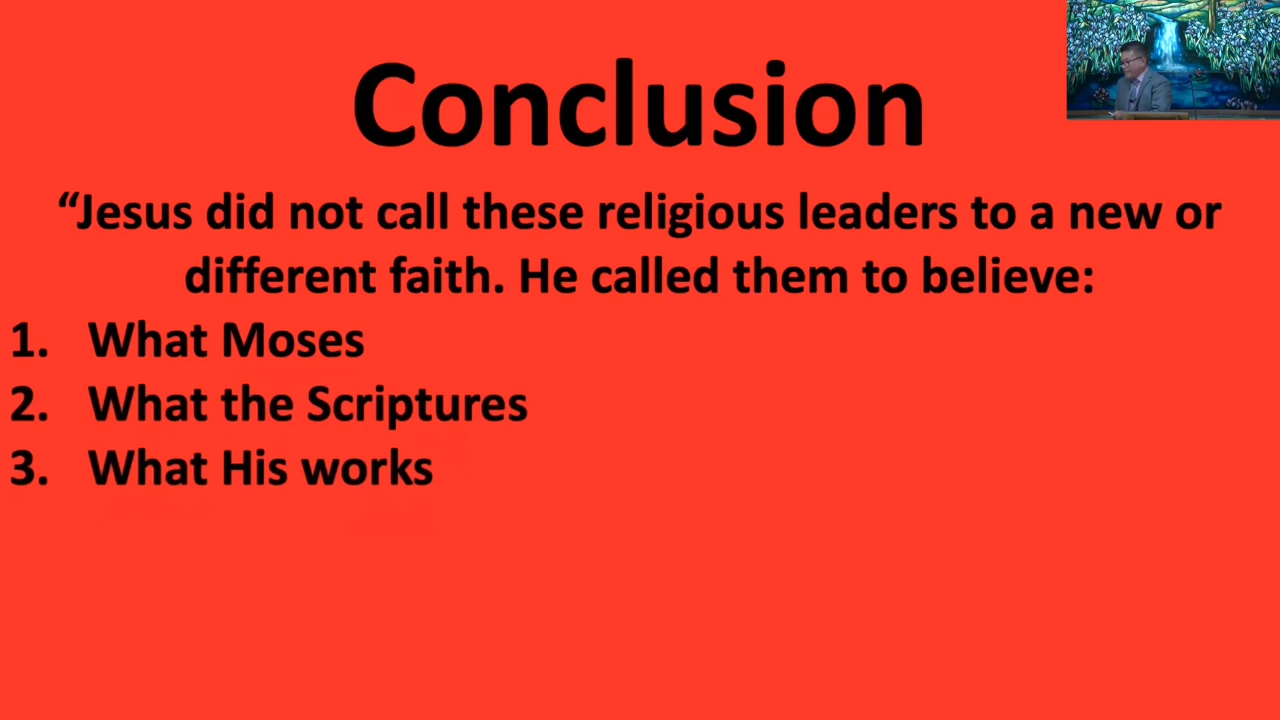 Conclusion
“Jesus did not call these religious leaders to a new or
different faith. He called them to believe:
1. What Moses
2. What the Scriptures
3. What His works